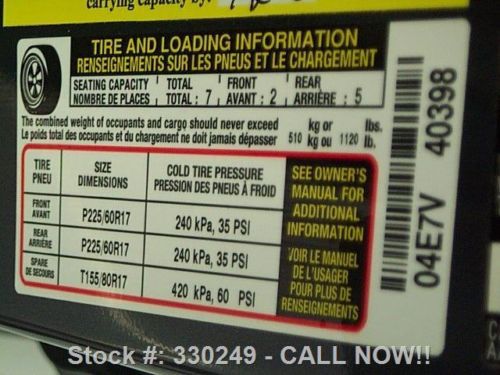 carrying capacity by:
TIRE AND LOADING INFORMATION
RENSEIGNEMENTS SUR LES PNEUS ET LE CHARGEMENT
SEATING CAPACITY TOTAL FRONT REAR
NOMBRE DE PLACES TOTAL : 7 AVANT : 2 ARRIÈRE : 5
The combined weight of occupants and cargo should never exceed kg or lbs.
Le poids total des occupants et du chargement ne doit jamais dépasser 510 kg ou 1120 lb.
TIRE SIZE COLD TIRE PRESSURE
PNEU DIMENSIONS PRESSION DES PNEUS À FROID
FRONT
AVANT P225/60R17 240 kPa, 35 PSI
REAR
ARRIÈRE P225/60R17 240 kPa, 35 PSI
SPARE
DE SECOURS T155/80R17 420 kPa, 60 PSI
SEE OWNER'S
MANUAL FOR
ADDITIONAL
INFORMATION
VOIR LE MANUEL
DE L'USAGER
POUR PLUS DE
RENSEIGNEMENTS
04E7V 40398
Stock #: 330249 - CALL NOW!!